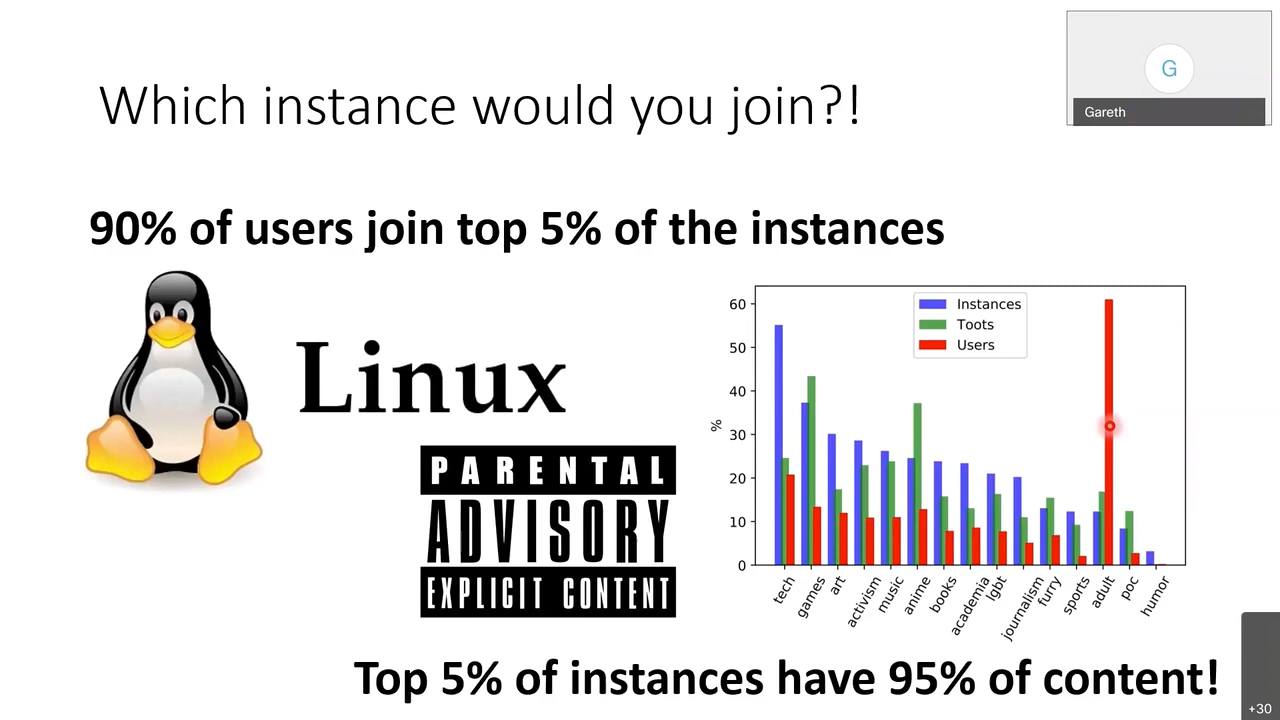 Which instance would you join?!
G
Gareth
90% of users join top 5% of the instances
Linux
PARENTAL
ADVISORY
EXPLICIT CONTENT
Instances
Toots
Users
%
60
50
40
30
20
10
0
tech
games
art
activism
music
anime
books
academia
lgbt
journalism
furry
sports
adult
poc
humor
Top 5% of instances have 95% of content!
+30